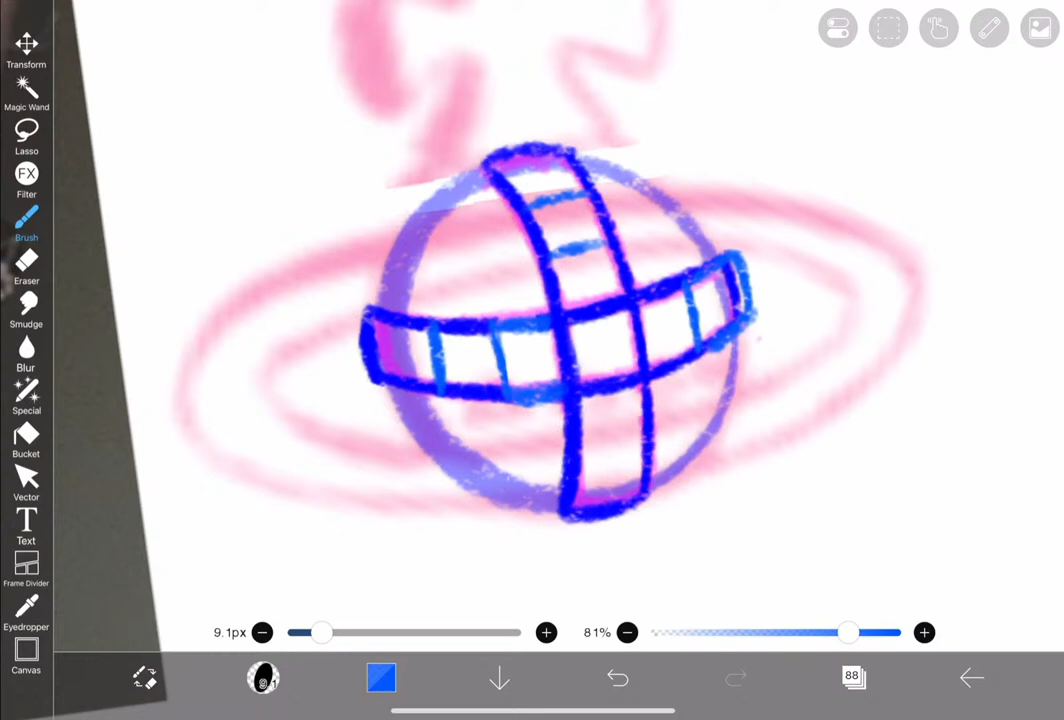 Transform
Magic Wand
Lasso
FX
Filter
Brush
Eraser
Smudge
Blur
Special
Bucket
Vector
T
Text
Frame Divider
Eyedropper
Canvas
9.1px
81%
88